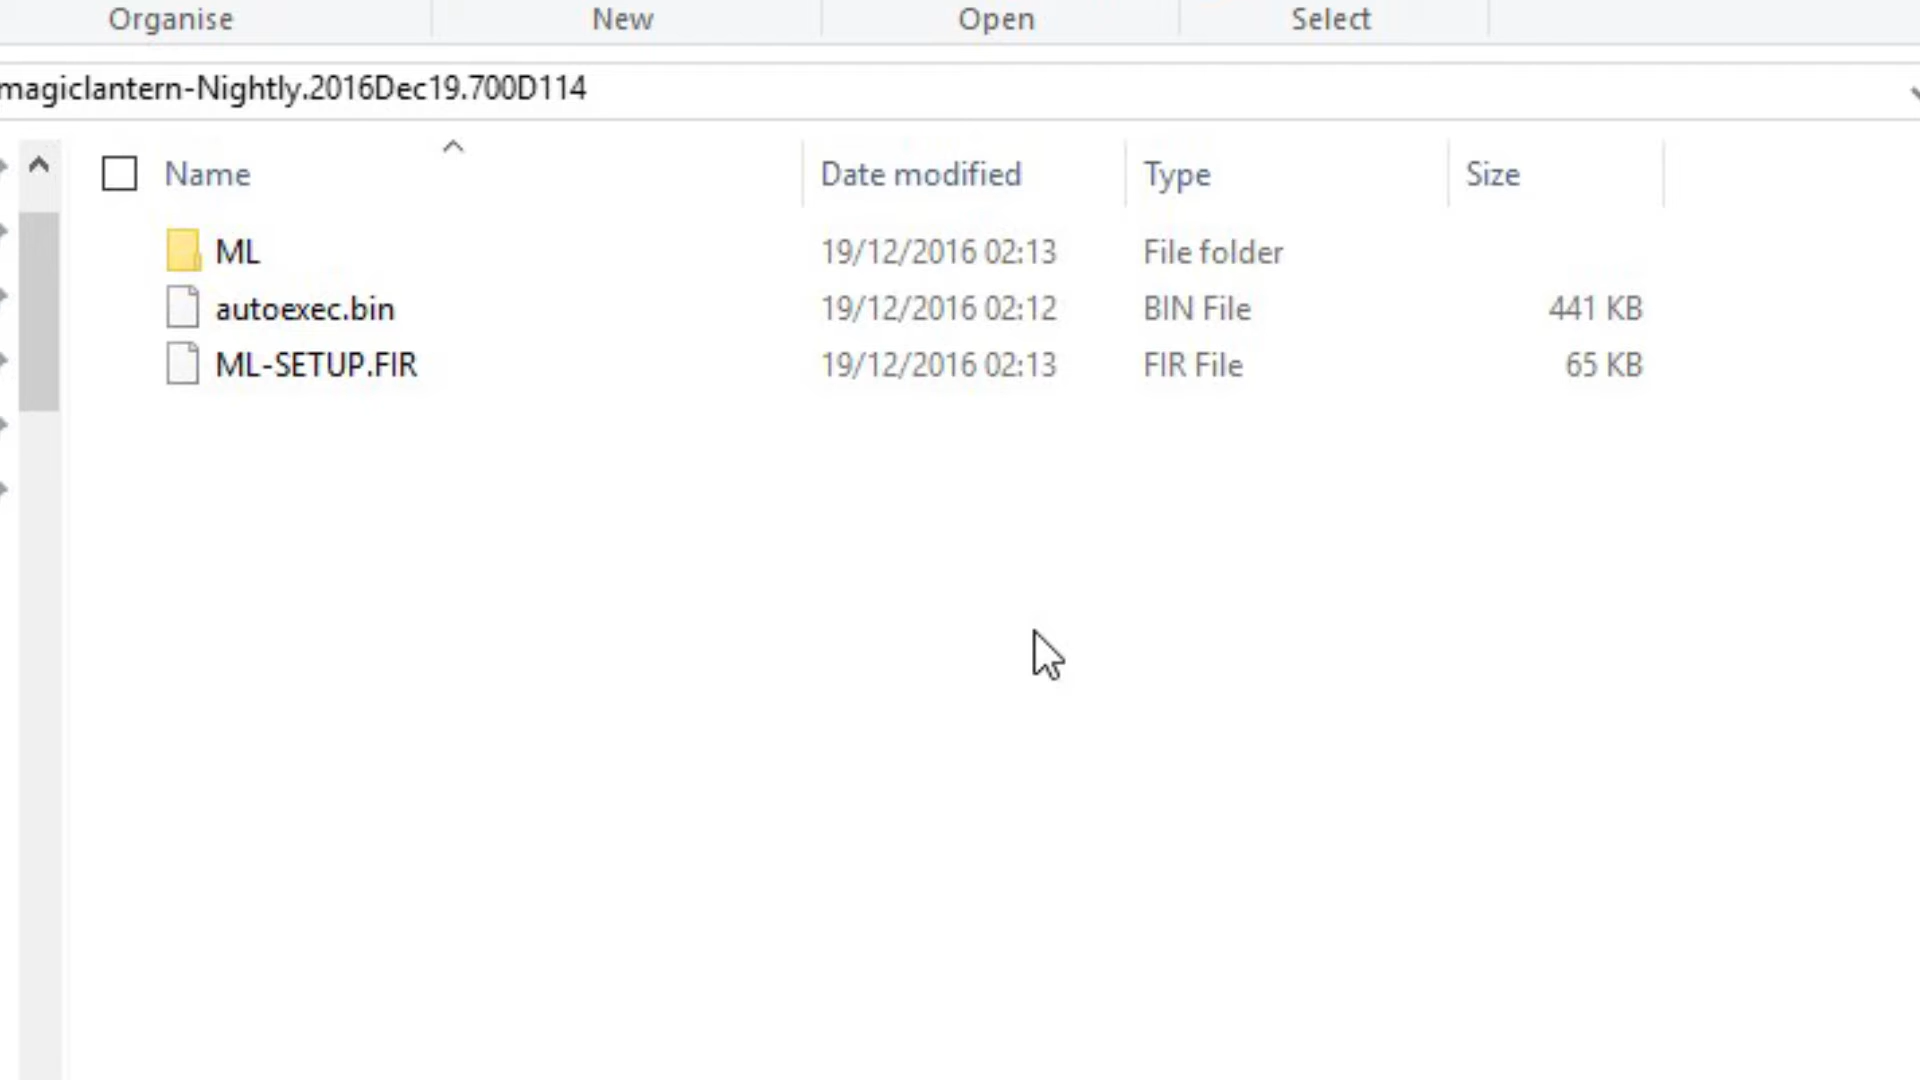 Organise New Open Select
magiclantern-Nightly.2016Dec19.700D114
Name Date modified Type Size
ML 19/12/2016 02:13 File folder
autoexec.bin 19/12/2016 02:12 BIN File 441 KB
ML-SETUP.FIR 19/12/2016 02:13 FIR File 65 KB